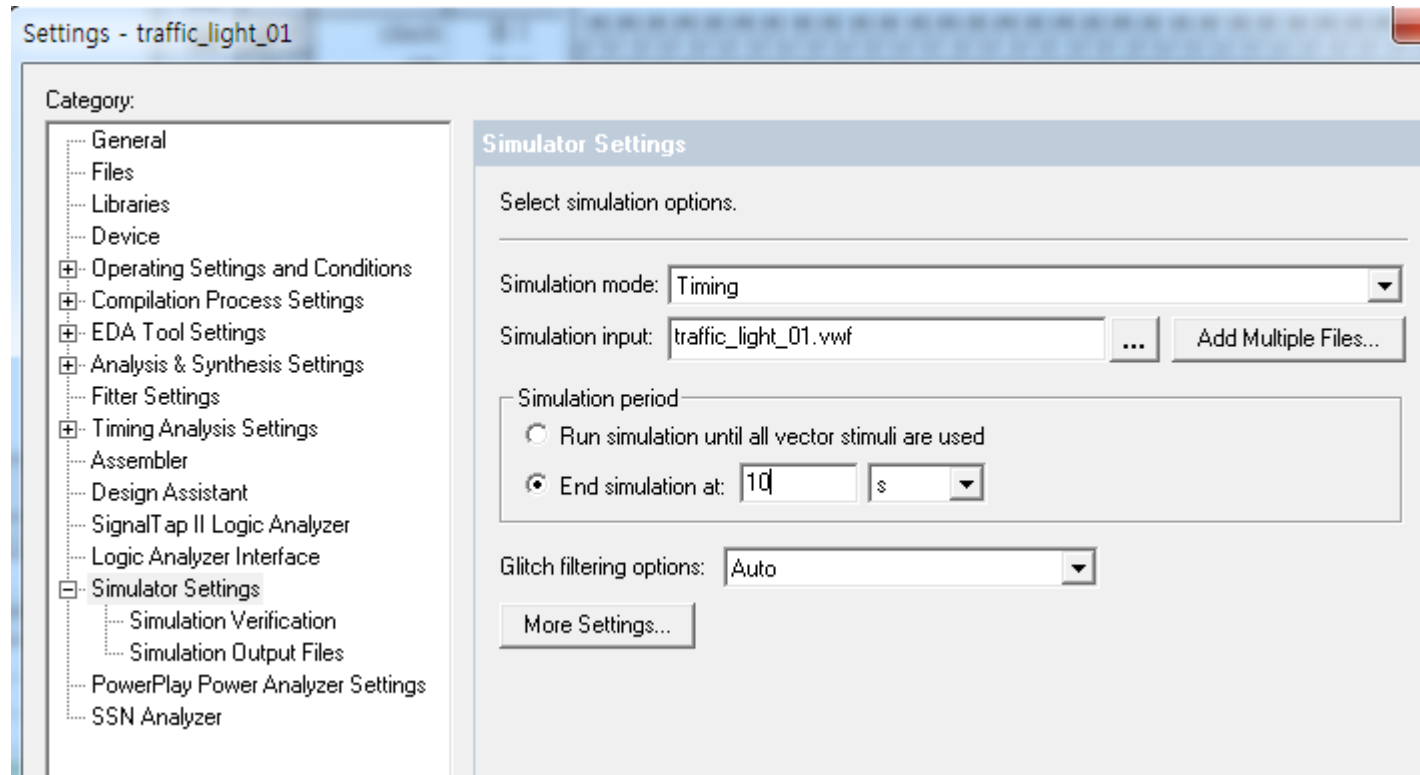 Settings - traffic_light_01
Category:
General
Files
Libraries
Device
Operating Settings and Conditions
Compilation Process Settings
EDA Tool Settings
Analysis & Synthesis Settings
Fitter Settings
Timing Analysis Settings
Assembler
Design Assistant
SignalTap II Logic Analyzer
Logic Analyzer Interface
Simulator Settings
Simulation Verification
Simulation Output Files
PowerPlay Power Analyzer Settings
SSN Analyzer
Simulator Settings
Select simulation options.
Simulation mode: Timing
Simulation input: traffic_light_01.vwf ... Add Multiple Files...
Simulation period
Run simulation until all vector stimuli are used
End simulation at: 10 s
Glitch filtering options: Auto
More Settings...